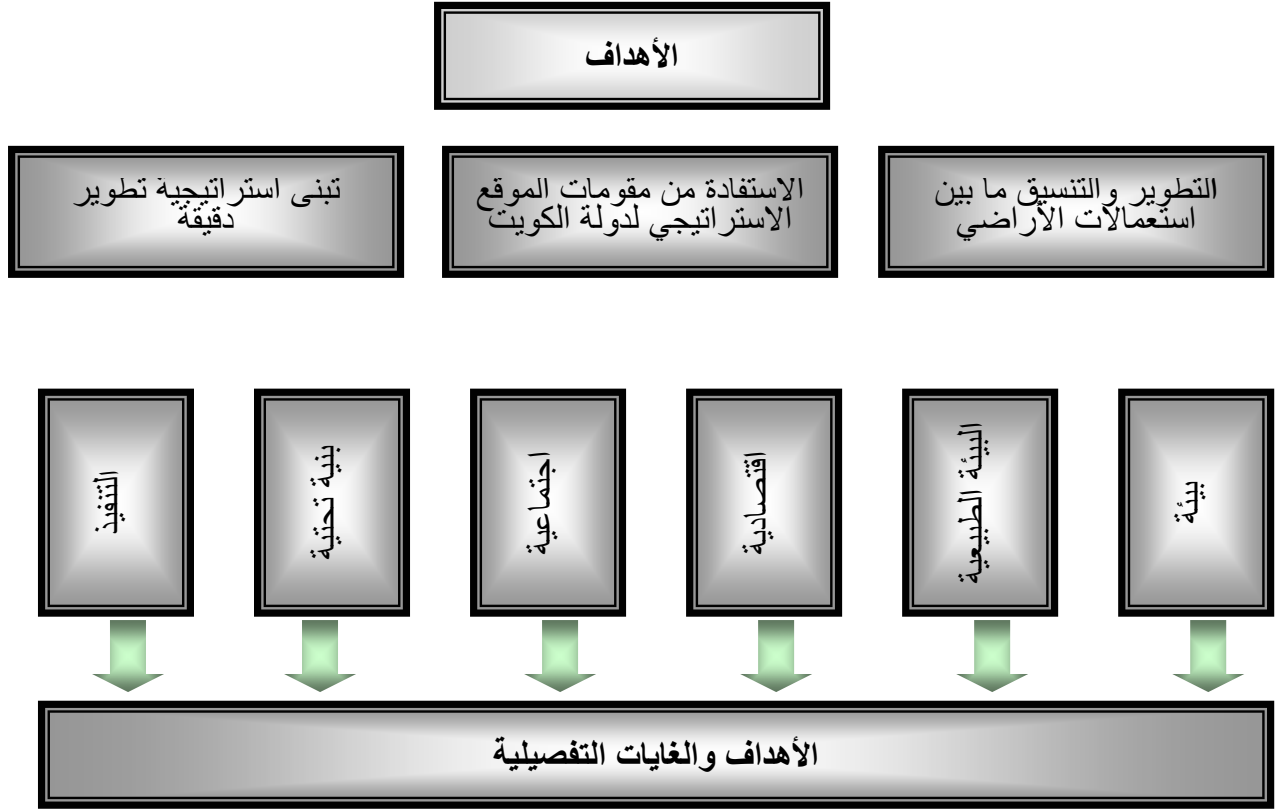 الأهداف
التطوير والتنسيق ما بين
استعمالات الأراضي
الاستفادة من مقومات الموقع
الاستراتيجي لدولة الكويت
تبنى استراتيجية تطوير
دقيقة
بيئة
البيئة الطبيعية
اقتصادية
اجتماعية
بنية تحتية
التنفيذ
الأهداف والغايات التفصيلية